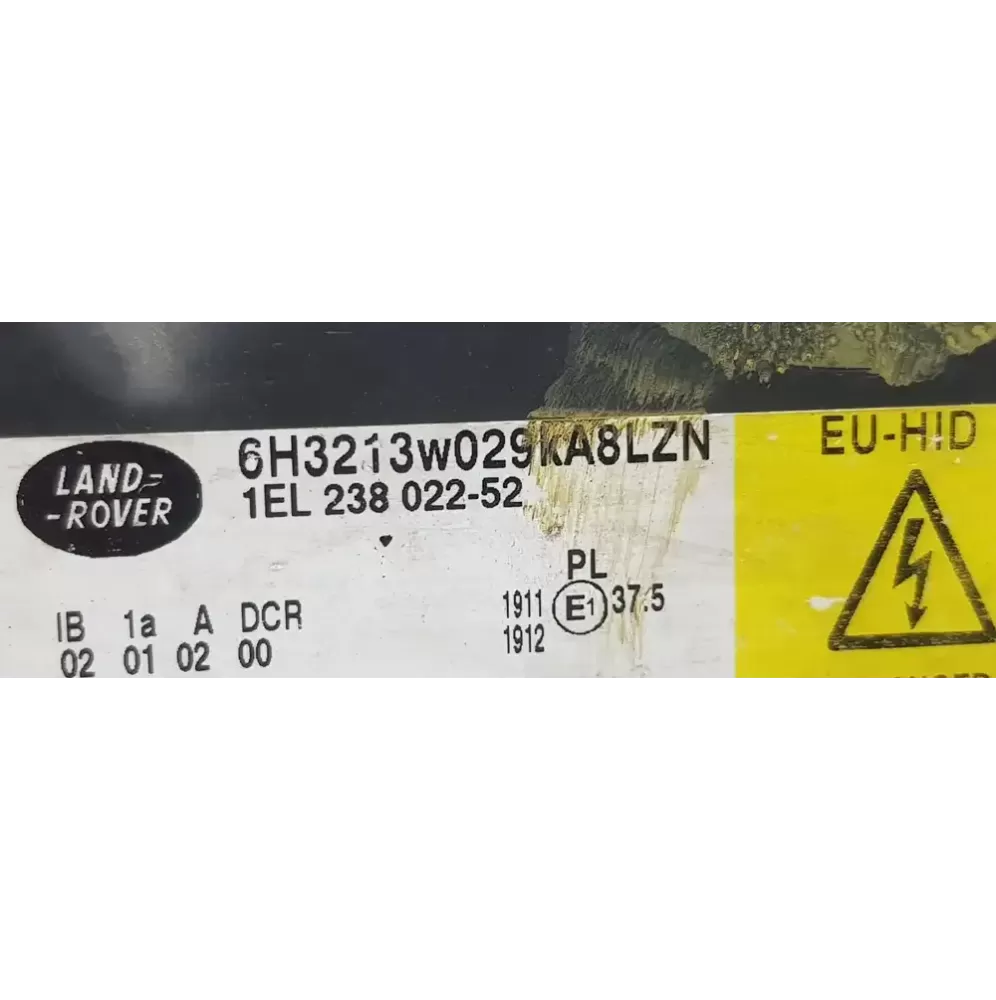 LAND-
-ROVER
6H3213W029KA8LZN
1EL 238 022-52
EU-HID
IB 1a A DCR
02 01 02 00
PL
1911 E1 37.5
1912